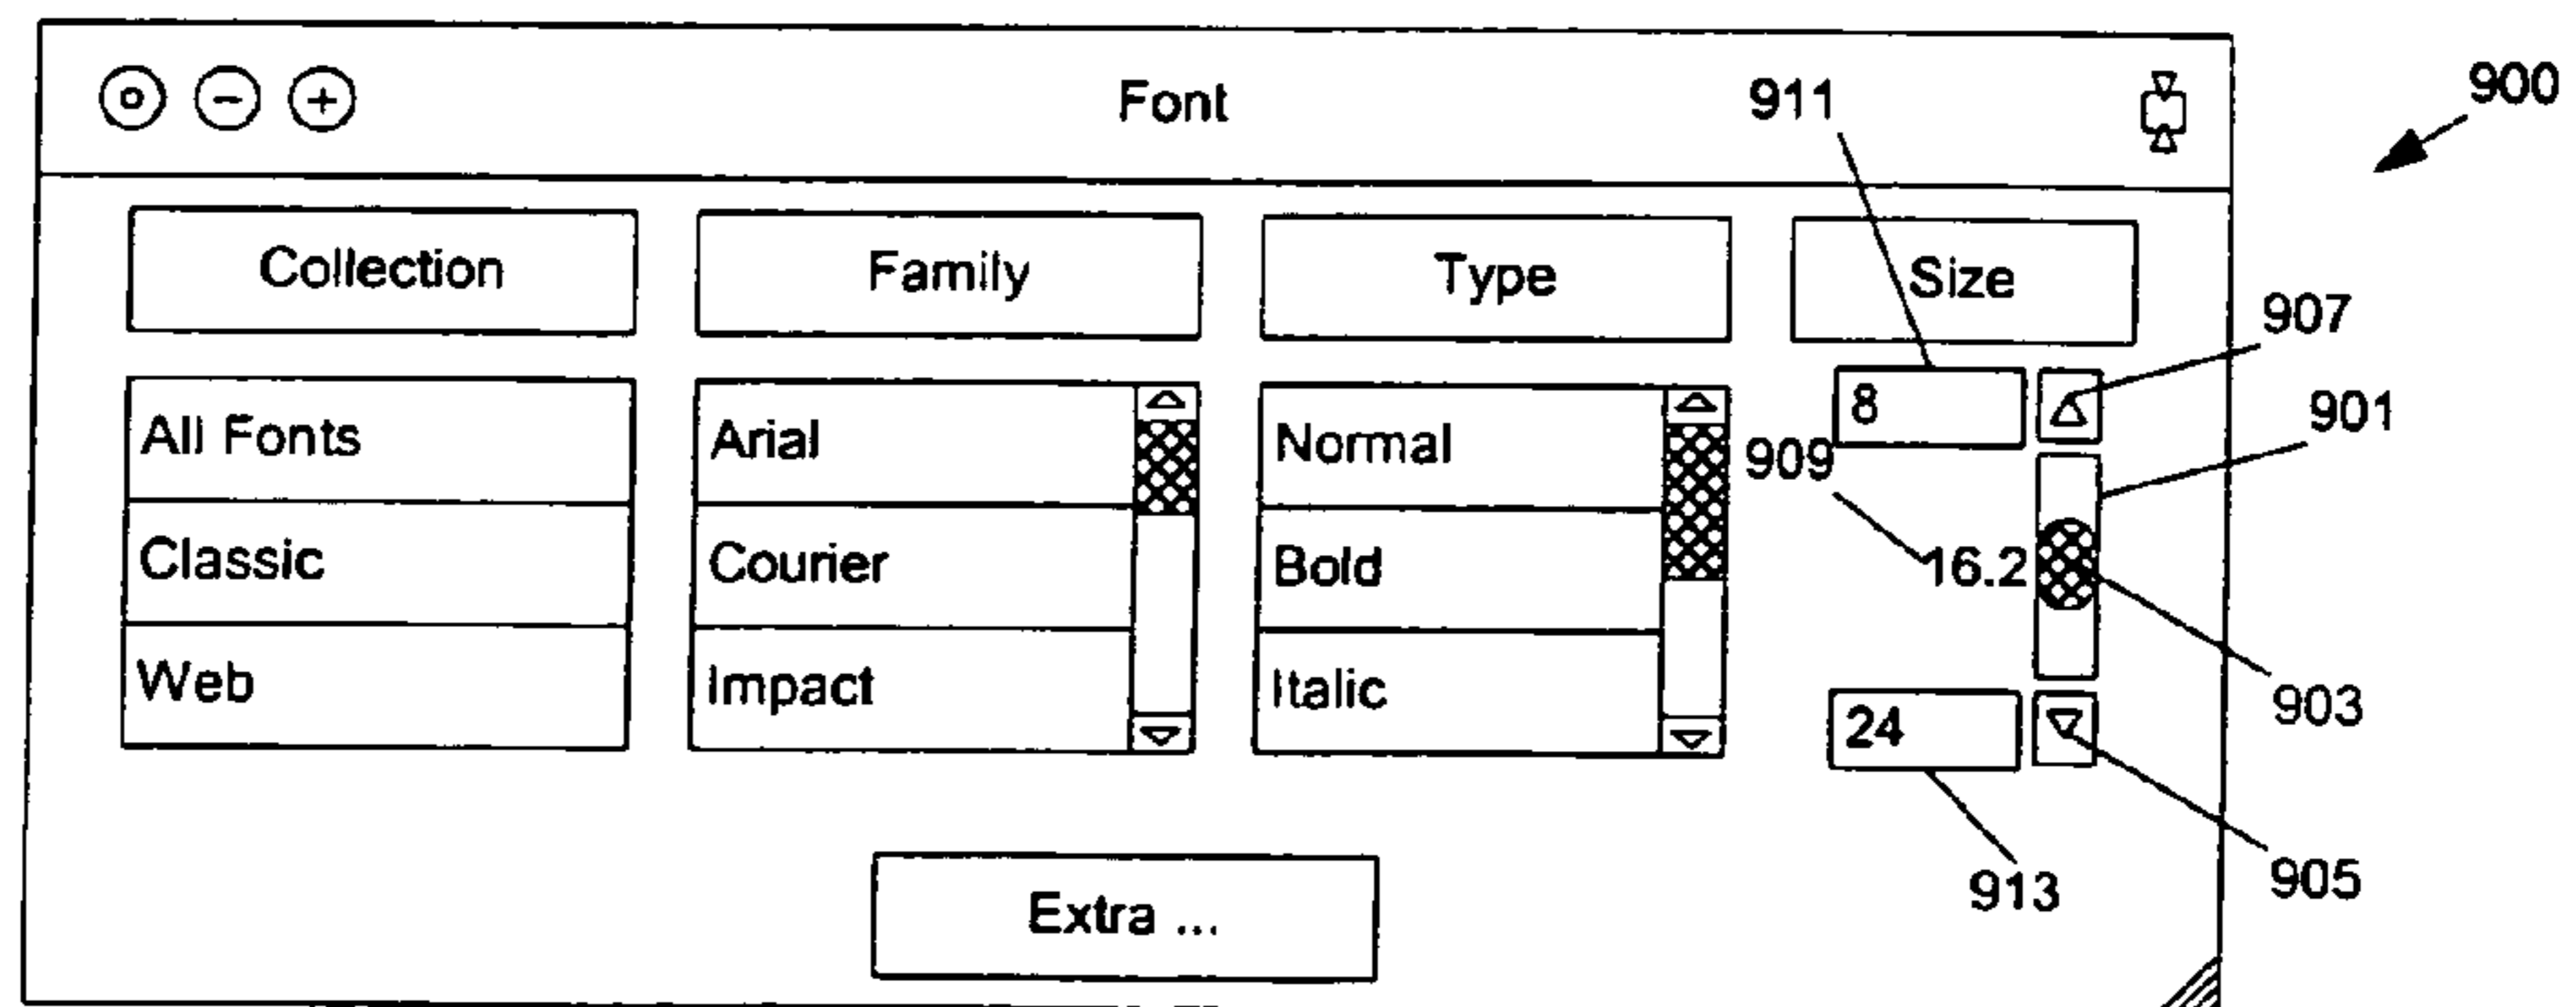 Font
911
900
Collection
Family
Type
Size
907
All Fonts
Arial
Normal
8
901
909
Classic
Courier
Bold
16.2
Web
Impact
Italic
24
903
913
905
Extra ...